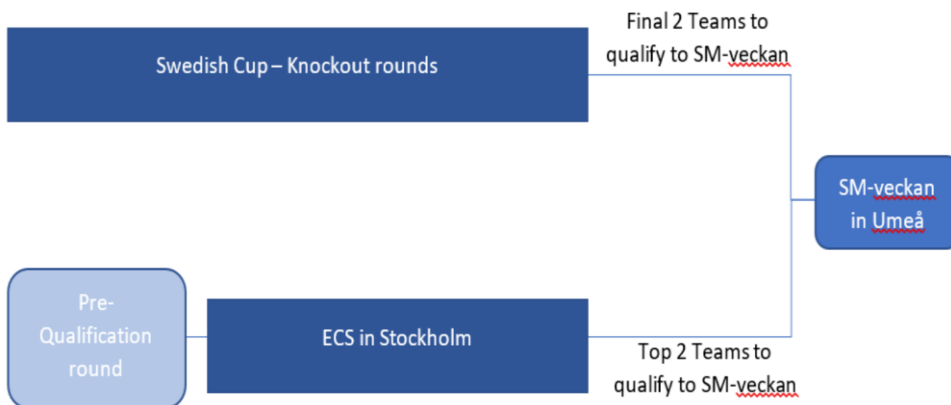 Final 2 Teams to
qualify to SM-veckan
Swedish Cup – Knockout rounds
SM-veckan
in Umeå
Pre-
Qualification
round
ECS in Stockholm
Top 2 Teams to
qualify to SM-veckan